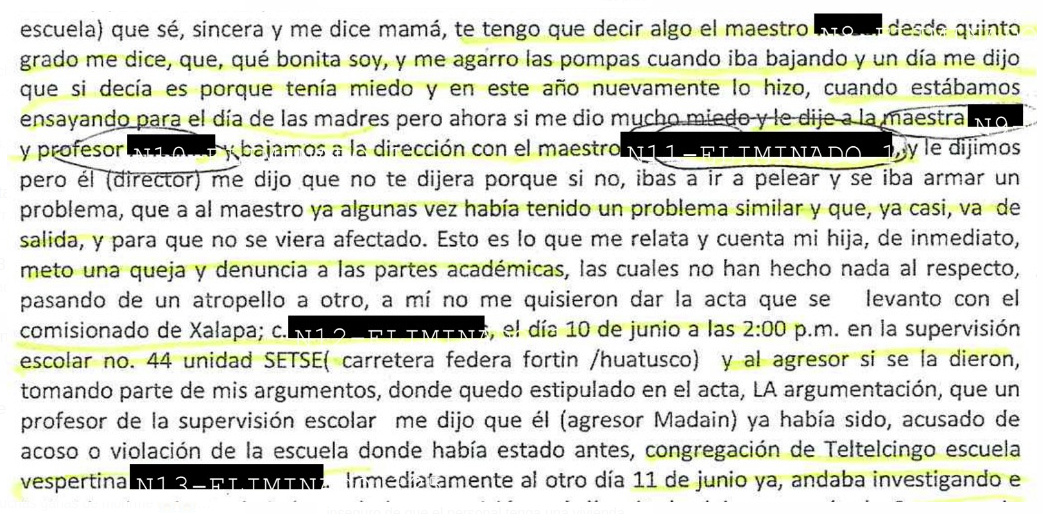 escuela) que sé, sincera y me dice mamá, te tengo que decir algo el maestro desde quinto
grado me dice, que, qué bonita soy, y me agarro las pompas cuando iba bajando y un día me dijo
que si decía es porque tenía miedo y en este año nuevamente lo hizo, cuando estábamos
ensayando para el día de las madres pero ahora si me dio mucho miedo y le dije a la maestra N9
y profesor N10 y bajamos a la dirección con el maestro N11-ELIMINADO 1, y le dijimos
pero él (director) me dijo que no te dijera porque si no, ibas a ir a pelear y se iba armar un
problema, que a al maestro ya algunas vez había tenido un problema similar y que, ya casi, va de
salida, y para que no se viera afectado. Esto es lo que me relata y cuenta mi hija, de inmediato,
meto una queja y denuncia a las partes académicas, las cuales no han hecho nada al respecto,
pasando de un atropello a otro, a mí no me quisieron dar la acta que se levanto con el
comisionado de Xalapa; c. N12-ELIMINA s, el día 10 de junio a las 2:00 p.m. en la supervisión
escolar no. 44 unidad SETSE( carretera federa fortin /huatusco) y al agresor si se la dieron,
tomando parte de mis argumentos, donde quedo estipulado en el acta, LA argumentación, que un
profesor de la supervisión escolar me dijo que él (agresor Madain) ya había sido, acusado de
acoso o violación de la escuela donde había estado antes, congregación de Teltelcingo escuela
vespertina N13-ELIMINA Inmediatamente al otro día 11 de junio ya, andaba investigando e